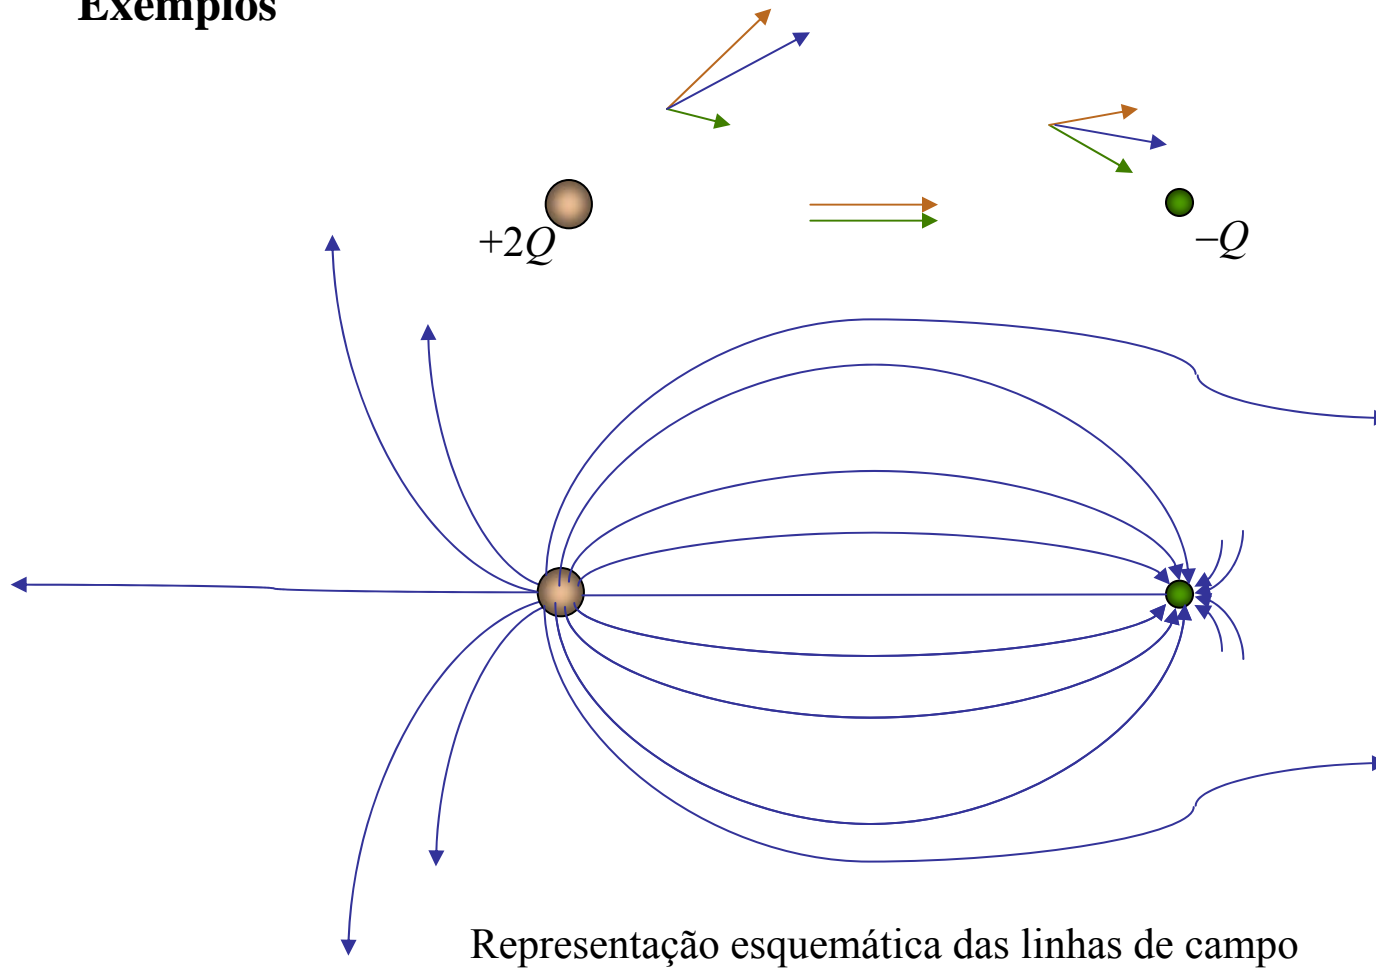 Exemplos
+2Q
–Q
Representação esquemática das linhas de campo